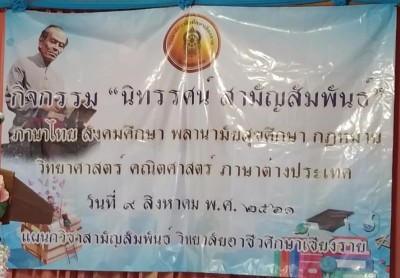 กิจกรรม “นิทรรศน์ สามัญสัมพันธ์”
ภาษาไทย สังคมศึกษา พลานามัยสุขศึกษา กฎหมาย
วิทยาศาสตร์ คณิตศาสตร์ ภาษาต่างประเทศ
วันที่ ๙ สิงหาคม พ.ศ. ๒๕๖๑
แผนกวิชาสามัญสัมพันธ์ วิทยาลัยอาชีวศึกษาเชียงราย